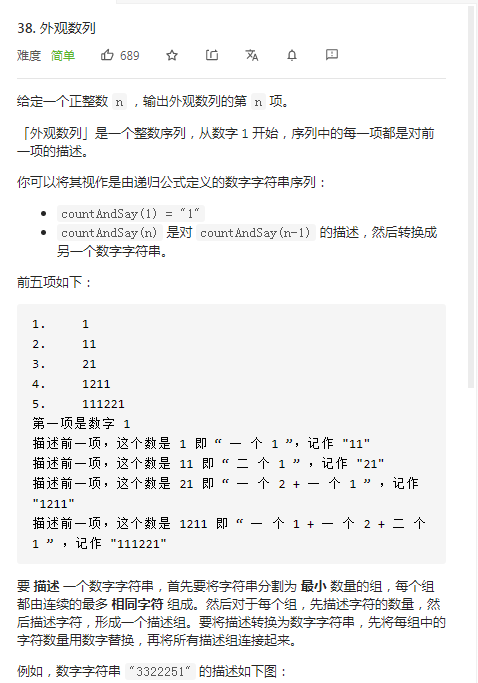 38. 外观数列
难度 简单 689
给定一个正整数 n ，输出外观数列的第 n 项。
「外观数列」是一个整数序列，从数字 1 开始，序列中的每一项都是对前
一项的描述。
你可以将其视作是由递归公式定义的数字字符串序列：
• countAndSay(1) = "1"
• countAndSay(n) 是对 countAndSay(n-1) 的描述，然后转换成
另一个数字字符串。
前五项如下：
1. 1
2. 11
3. 21
4. 1211
5. 111221
第一项是数字 1
描述前一项，这个数是 1 即 “ 一 个 1 ”，记作 "11"
描述前一项，这个数是 11 即 “ 二 个 1 ” ，记作 "21"
描述前一项，这个数是 21 即 “ 一 个 2 + 一 个 1 ” ，记作
"1211"
描述前一项，这个数是 1211 即 “ 一 个 1 + 一 个 2 + 二 个
1 ” ，记作 "111221"
要 描述 一个数字字符串，首先要将字符串分割为 最小 数量的组，每个组
都由连续的最多 相同字符 组成。然后对于每个组，先描述字符的数量，然
后描述字符，形成一个描述组。要将描述转换为数字字符串，先将每组中的
字符数量用数字替换，再将所有描述组连接起来。
例如，数字字符串 "3322251" 的描述如下图：